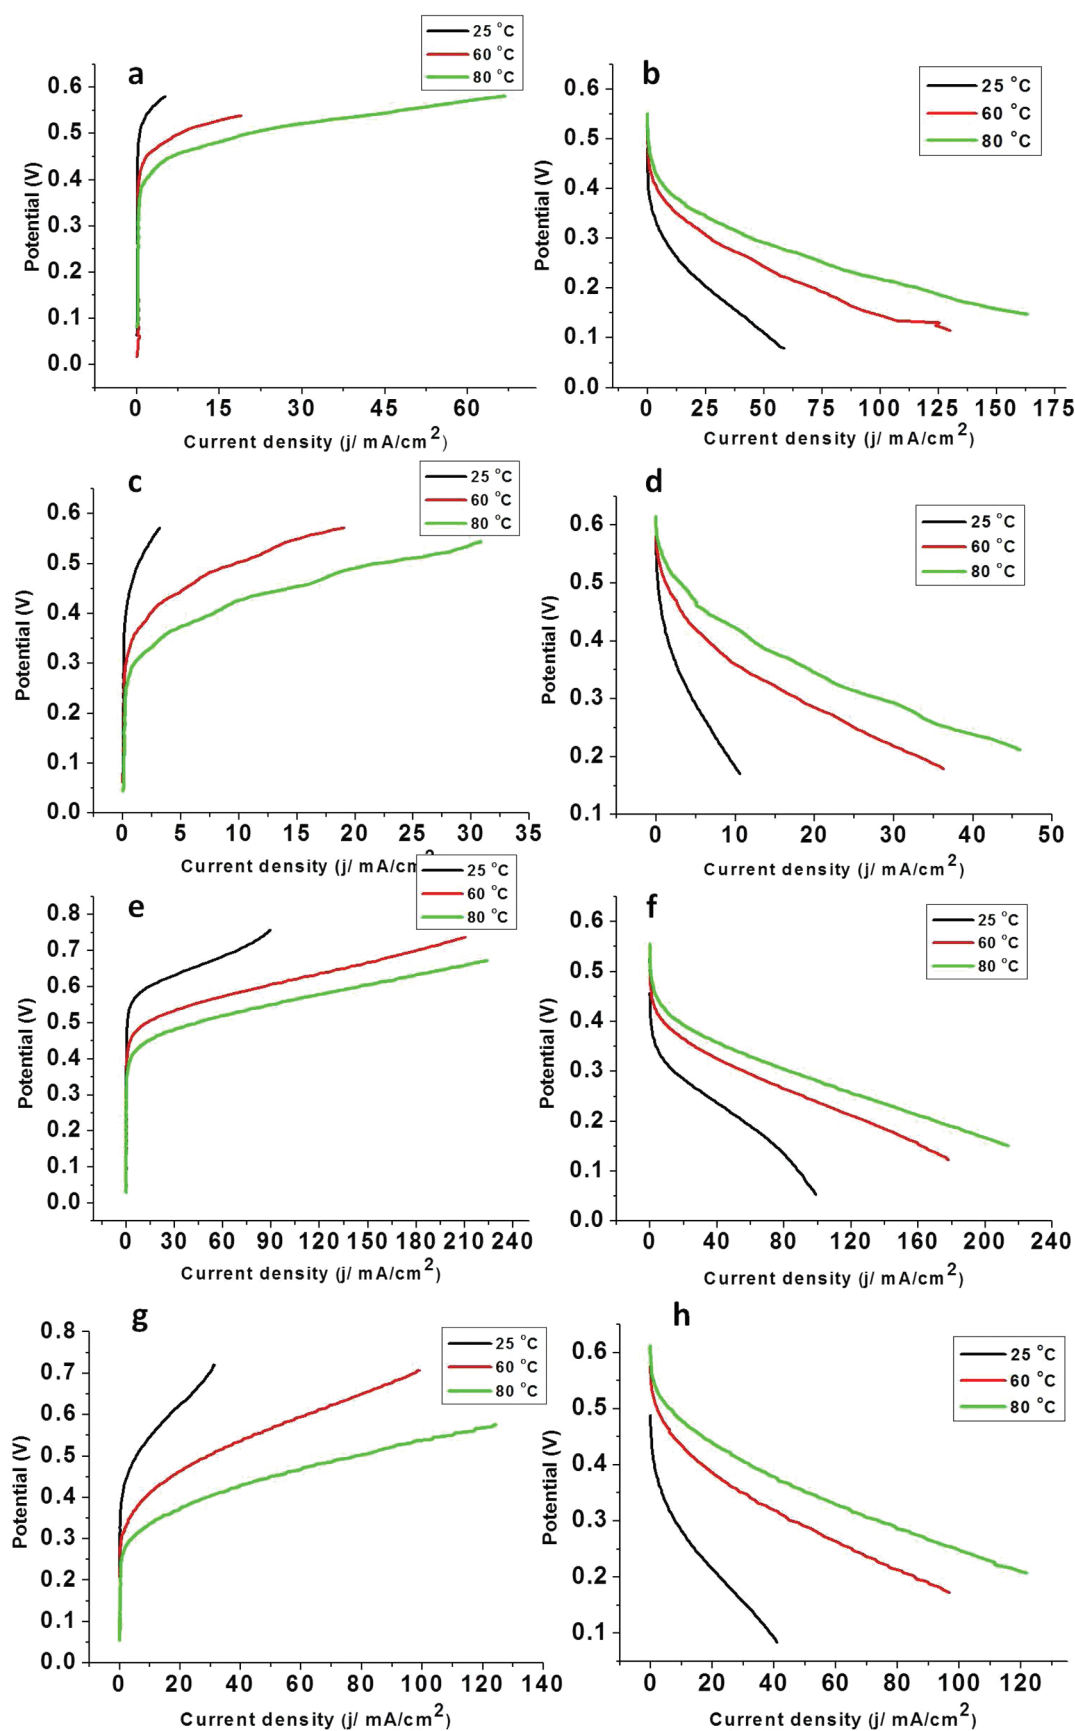 a
25 °C
60 °C
80 °C
0.6
0.5
0.4
0.3
0.2
0.1
0.0
Potential (V)
0 15 30 45 60
Current density (j/ mA/cm²)
b
25 °C
60 °C
80 °C
0.6
0.5
0.4
0.3
0.2
0.1
0.0
Potential (V)
0 25 50 75 100 125 150 175
Current density (j/ mA/cm²)
c
25 °C
60 °C
80 °C
0.6
0.5
0.4
0.3
0.2
0.1
0.0
Potential (V)
0 5 10 15 20 25 30 35
Current density (j/ mA/cm²
d
25 °C
60 °C
80 °C
0.6
0.5
0.4
0.3
0.2
0.1
Potential (V)
0 10 20 30 40 50
Current density (j/ mA/cm²)
e
25 °C
60 °C
80 °C
0.8
0.7
0.6
0.5
0.4
0.3
0.2
0.1
0.0
Potential (V)
0 30 60 90 120 150 180 210 240
Current density (j/ mA/cm²)
f
25 °C
60 °C
80 °C
0.6
0.5
0.4
0.3
0.2
0.1
0.0
Potential (V)
0 40 80 120 160 200 240
Current density (j/ mA/cm²)
g
25 °C
60 °C
80 °C
0.8
0.7
0.6
0.5
0.4
0.3
0.2
0.1
0.0
Potential (V)
0 20 40 60 80 100 120 140
Current density (j/ mA/cm²)
h
25 °C
60 °C
80 °C
0.6
0.5
0.4
0.3
0.2
0.1
Potential (V)
0 20 40 60 80 100 120
Current density (j/ mA/cm²)